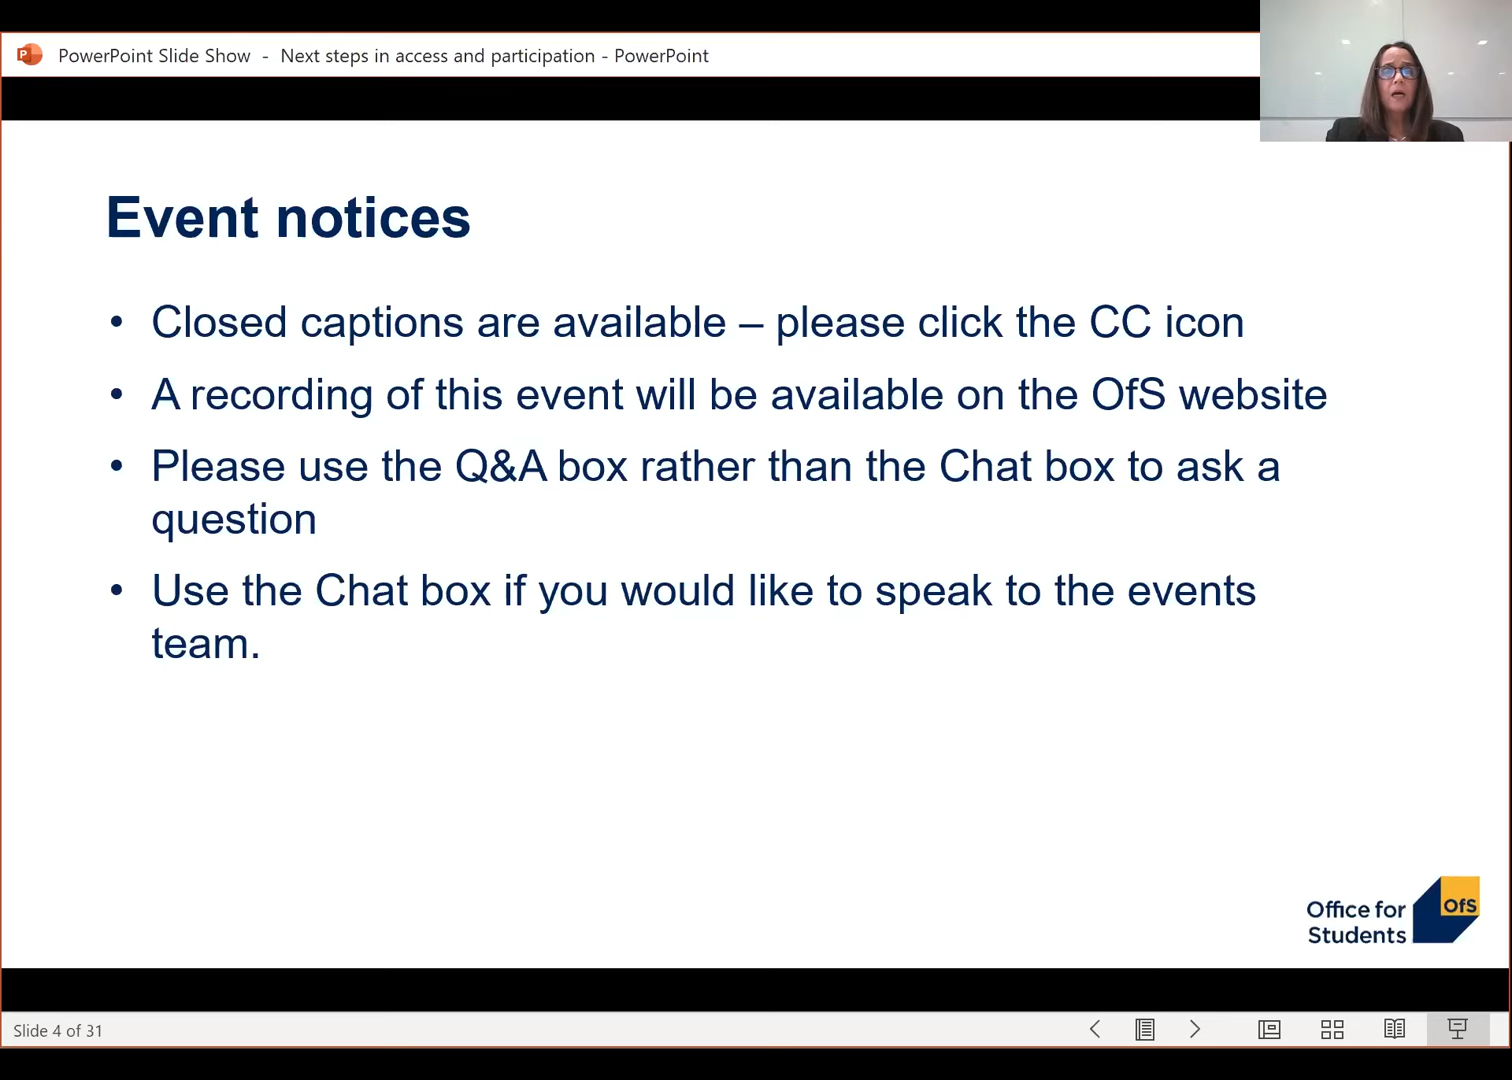 PowerPoint Slide Show - Next steps in access and participation - PowerPoint
Event notices
• Closed captions are available – please click the CC icon
• A recording of this event will be available on the OfS website
• Please use the Q&A box rather than the Chat box to ask a
question
• Use the Chat box if you would like to speak to the events
team.
Office for
Students
OfS
Slide 4 of 31